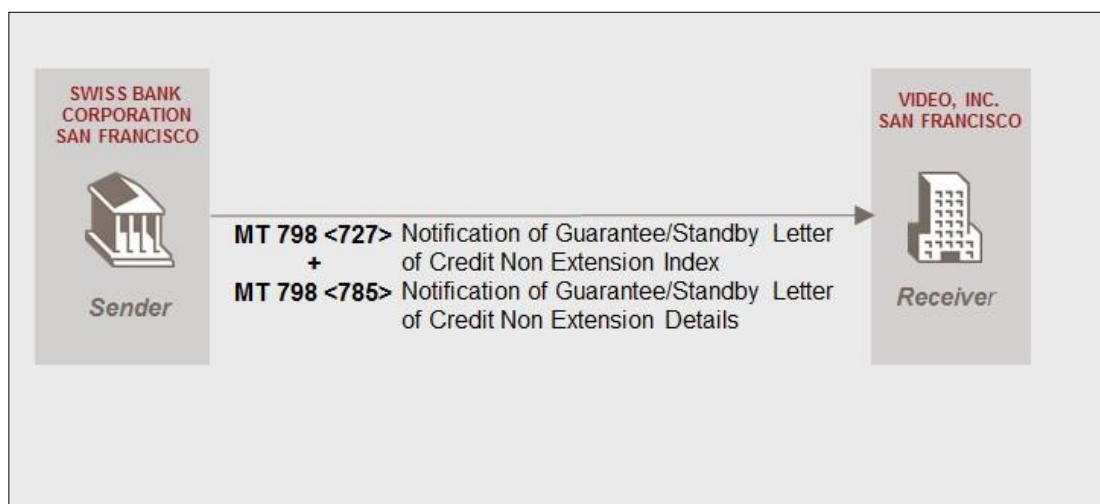 SWISS BANK
CORPORATION
SAN FRANCISCO
Sender
MT 798 <727> Notification of Guarantee/Standby Letter
+ of Credit Non Extension Index
MT 798 <785> Notification of Guarantee/Standby Letter
of Credit Non Extension Details
VIDEO, INC.
SAN FRANCISCO
Receiver